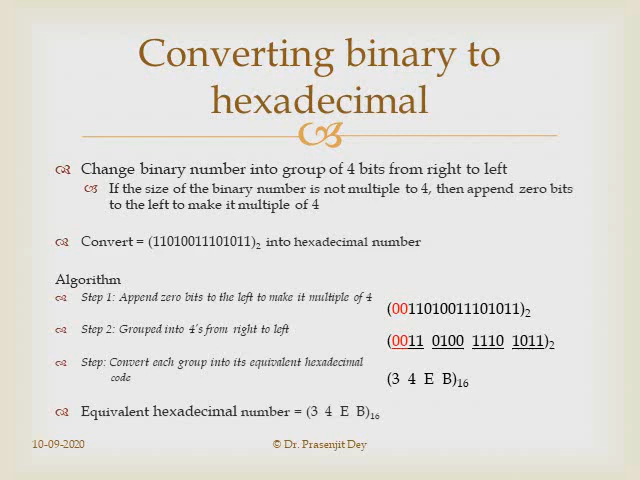 Converting binary to
hexadecimal
Change binary number into group of 4 bits from right to left
If the size of the binary number is not multiple to 4, then append zero bits
to the left to make it multiple of 4
Convert = (11010011101011)₂ into hexadecimal number
Algorithm
Step 1: Append zero bits to the left to make it multiple of 4
(0011010011101011)₂
Step 2: Grouped into 4's from right to left
(0011 0100 1110 1011)₂
Step: Convert each group into its equivalent hexadecimal
code
(3 4 E B)₁₆
Equivalent hexadecimal number = (3 4 E B)₁₆
10-09-2020
© Dr. Prasenjit Dey